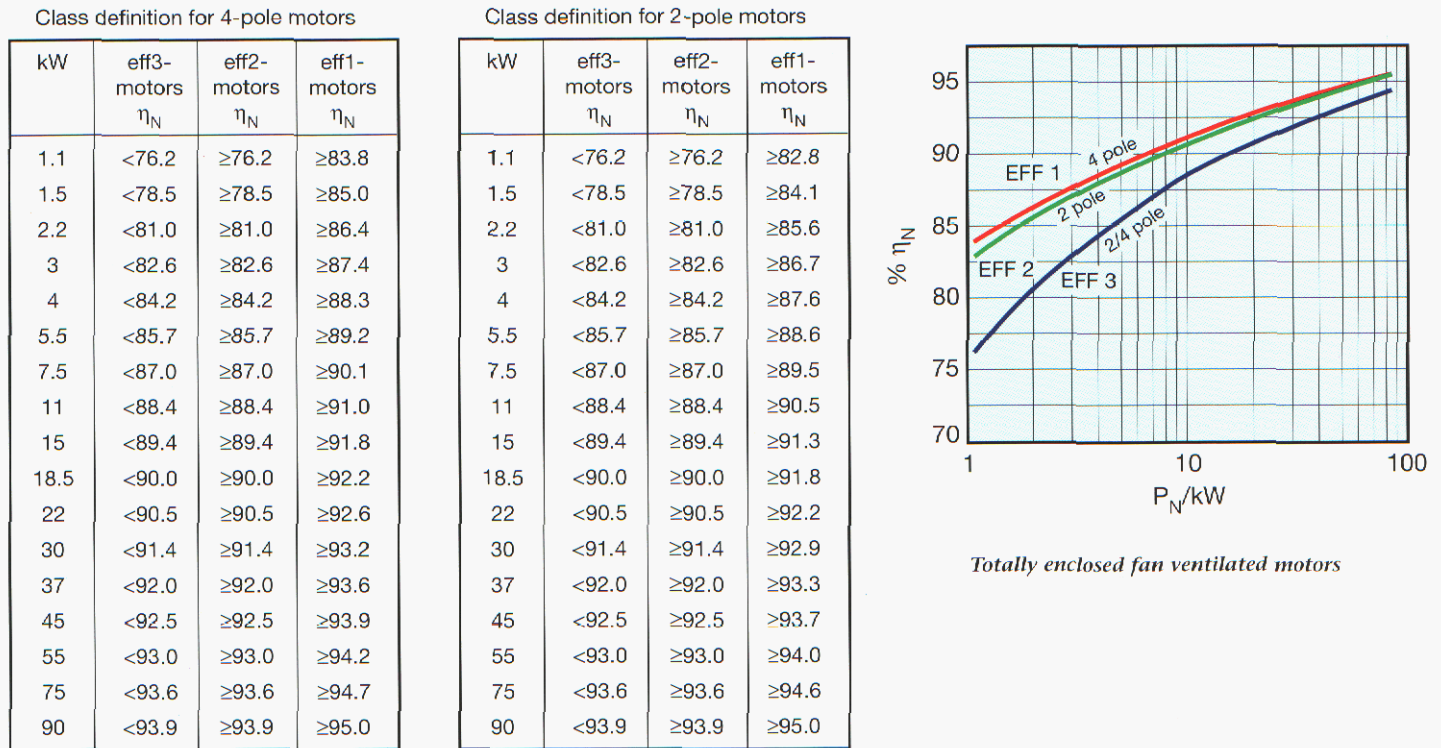 Class definition for 4-pole motors
kW eff3- eff2- eff1-
motors motors motors
ηN ηN ηN
1.1 <76.2 ≥76.2 ≥83.8
1.5 <78.5 ≥78.5 ≥85.0
2.2 <81.0 ≥81.0 ≥86.4
3 <82.6 ≥82.6 ≥87.4
4 <84.2 ≥84.2 ≥88.3
5.5 <85.7 ≥85.7 ≥89.2
7.5 <87.0 ≥87.0 ≥90.1
11 <88.4 ≥88.4 ≥91.0
15 <89.4 ≥89.4 ≥91.8
18.5 <90.0 ≥90.0 ≥92.2
22 <90.5 ≥90.5 ≥92.6
30 <91.4 ≥91.4 ≥93.2
37 <92.0 ≥92.0 ≥93.6
45 <92.5 ≥92.5 ≥93.9
55 <93.0 ≥93.0 ≥94.2
75 <93.6 ≥93.6 ≥94.7
90 <93.9 ≥93.9 ≥95.0
Class definition for 2-pole motors
kW eff3- eff2- eff1-
motors motors motors
ηN ηN ηN
1.1 <76.2 ≥76.2 ≥82.8
1.5 <78.5 ≥78.5 ≥84.1
2.2 <81.0 ≥81.0 ≥85.6
3 <82.6 ≥82.6 ≥86.7
4 <84.2 ≥84.2 ≥87.6
5.5 <85.7 ≥85.7 ≥88.6
7.5 <87.0 ≥87.0 ≥89.5
11 <88.4 ≥88.4 ≥90.5
15 <89.4 ≥89.4 ≥91.3
18.5 <90.0 ≥90.0 ≥91.8
22 <90.5 ≥90.5 ≥92.2
30 <91.4 ≥91.4 ≥92.9
37 <92.0 ≥92.0 ≥93.3
45 <92.5 ≥92.5 ≥93.7
55 <93.0 ≥93.0 ≥94.0
75 <93.6 ≥93.6 ≥94.6
90 <93.9 ≥93.9 ≥95.0
95
90
85
80
75
70
% ηN
4 pole
EFF 1
2 pole
2/4 pole
EFF 2
EFF 3
1 10 100
PN/kW
Totally enclosed fan ventilated motors